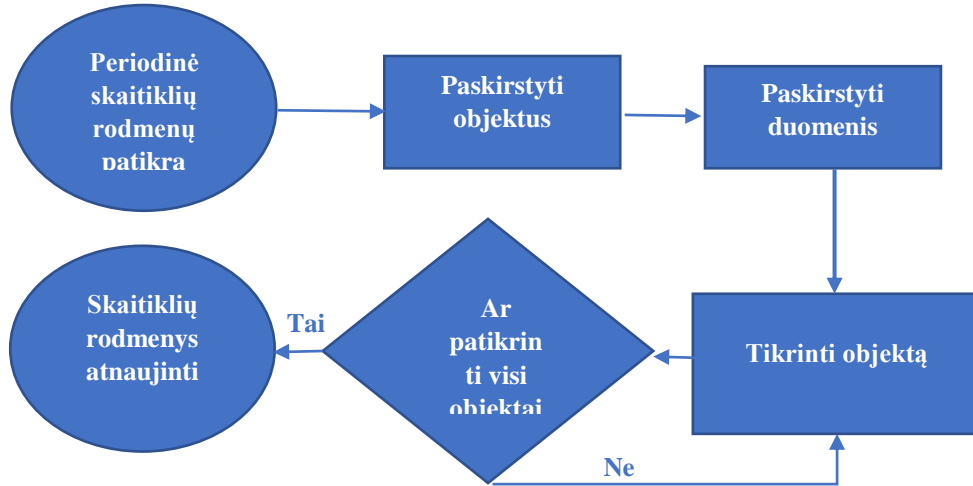 Periodinė
skaitiklių
rodmenų
patikra
Paskirstyti
objektus
Paskirstyti
duomenis
Tikrinti objektą
Ar
patikrin
ti visi
objektai
Ne
Tai
Skaitiklių
rodmenys
atnaujinti